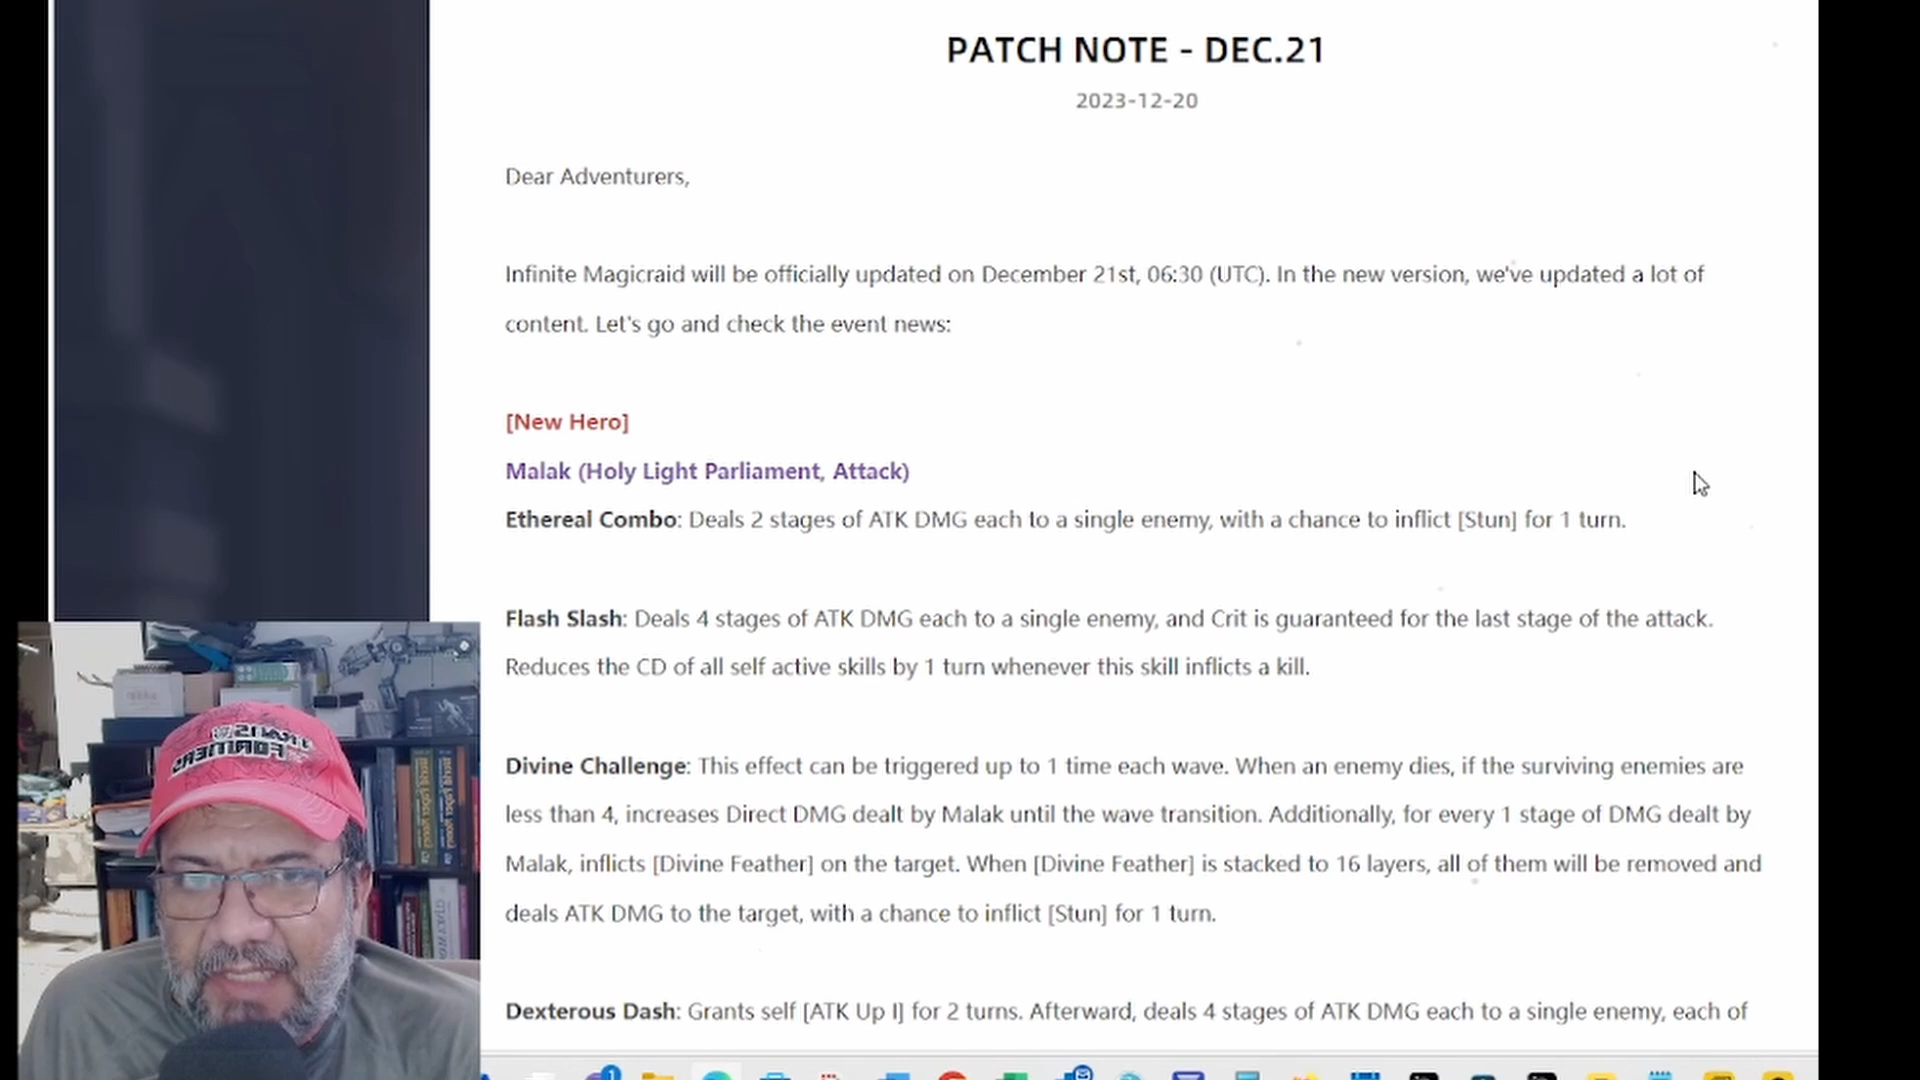 PATCH NOTE - DEC.21
2023-12-20
Dear Adventurers,
Infinite Magicraid will be officially updated on December 21st, 06:30 (UTC). In the new version, we've updated a lot of
content. Let's go and check the event news:
[New Hero]
Malak (Holy Light Parliament, Attack)
Ethereal Combo: Deals 2 stages of ATK DMG each to a single enemy, with a chance to inflict [Stun] for 1 turn.
Flash Slash: Deals 4 stages of ATK DMG each to a single enemy, and Crit is guaranteed for the last stage of the attack.
Reduces the CD of all self active skills by 1 turn whenever this skill inflicts a kill.
Divine Challenge: This effect can be triggered up to 1 time each wave. When an enemy dies, if the surviving enemies are
less than 4, increases Direct DMG dealt by Malak until the wave transition. Additionally, for every 1 stage of DMG dealt by
Malak, inflicts [Divine Feather] on the target. When [Divine Feather] is stacked to 16 layers, all of them will be removed and
deals ATK DMG to the target, with a chance to inflict [Stun] for 1 turn.
Dexterous Dash: Grants self [ATK Up I] for 2 turns. Afterward, deals 4 stages of ATK DMG each to a single enemy, each of
TRANSFORMERS
1